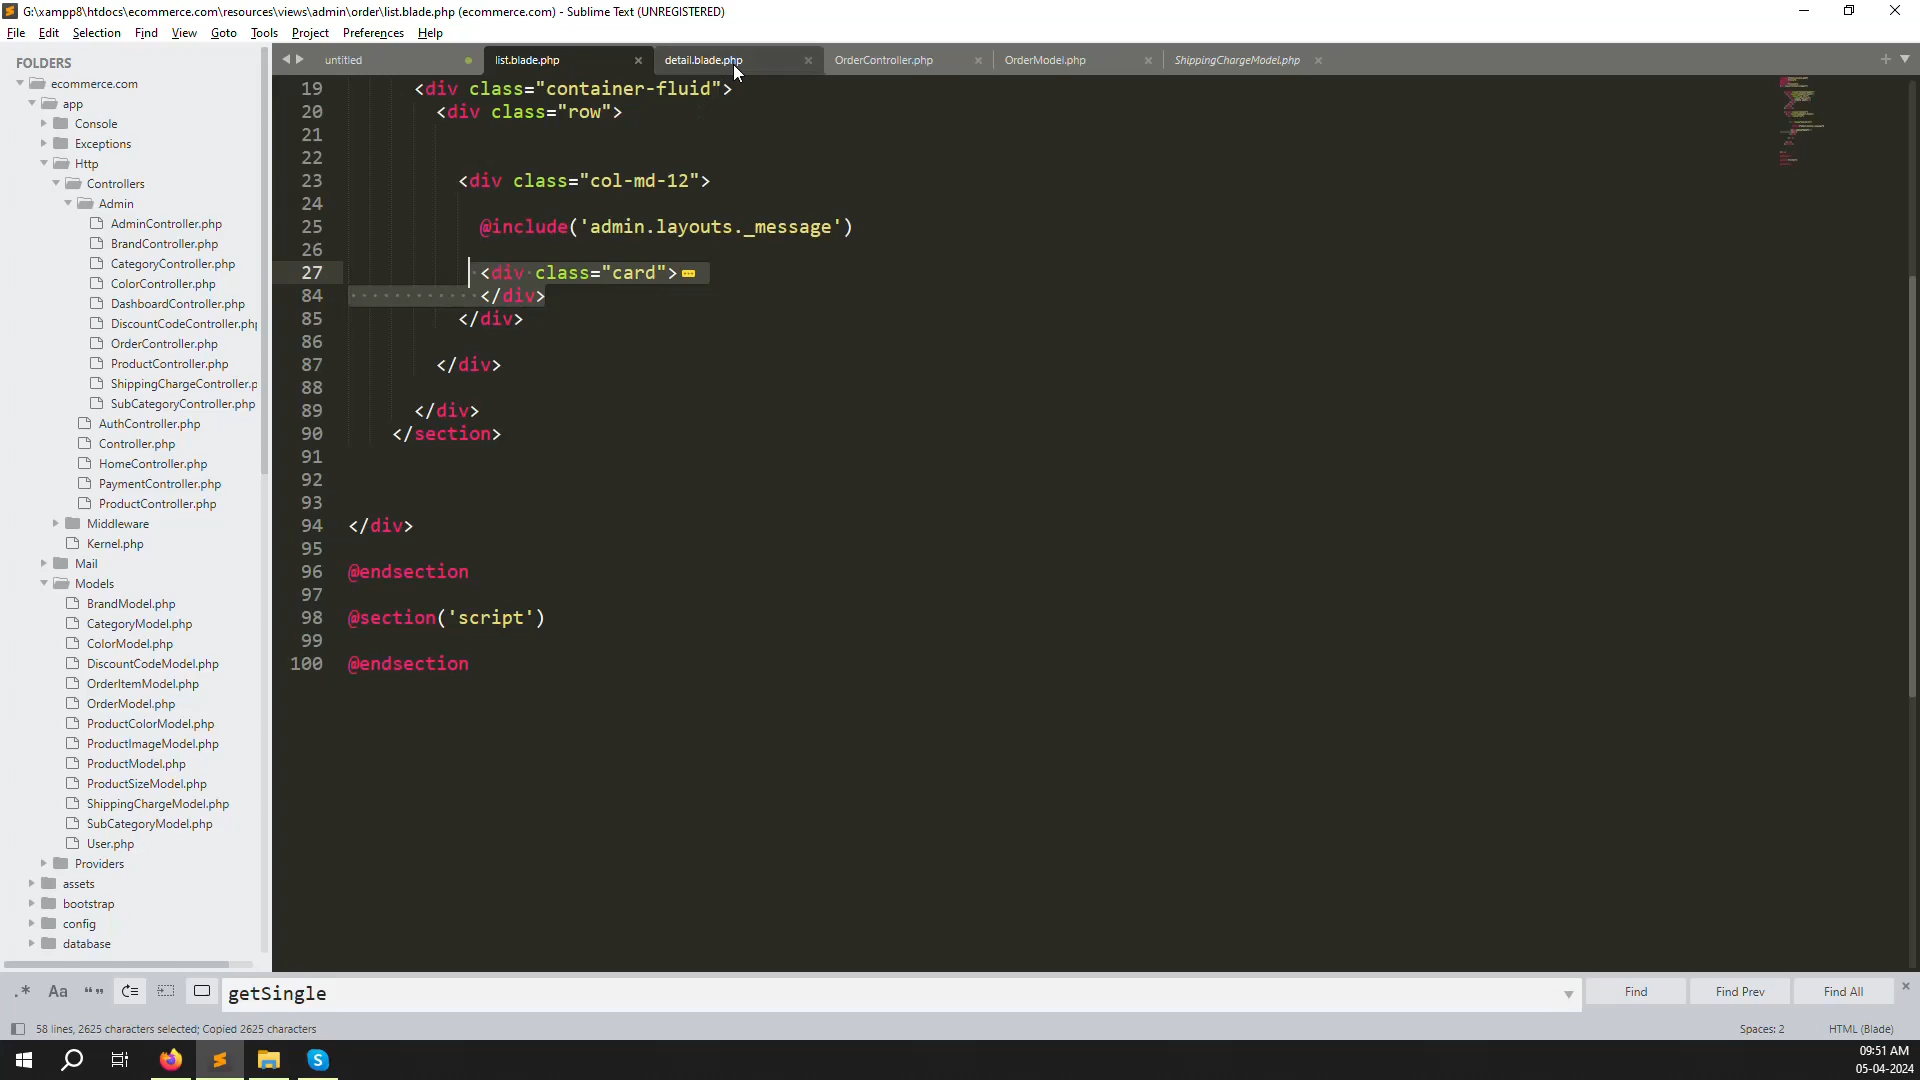 G:\xampp8\htdocs\ecommerce.com\resources\views\admin\order\list.blade.php (ecommerce.com) - Sublime Text (UNREGISTERED)
File Edit Selection Find View Goto Tools Project Preferences Help
FOLDERS
ecommerce.com
app
Console
Exceptions
Http
Controllers
Admin
AdminController.php
BrandController.php
CategoryController.php
ColorController.php
DashboardController.php
DiscountCodeController.php
OrderController.php
ProductController.php
ShippingChargeController.p
SubCategoryController.php
AuthController.php
Controller.php
HomeController.php
PaymentController.php
ProductController.php
Middleware
Kernel.php
Mail
Models
BrandModel.php
CategoryModel.php
ColorModel.php
DiscountCodeModel.php
OrderItemModel.php
OrderModel.php
ProductColorModel.php
ProductImageModel.php
ProductModel.php
ProductSizeModel.php
ShippingChargeModel.php
SubCategoryModel.php
User.php
Providers
assets
bootstrap
config
database
untitled list.blade.php detail.blade.php OrderController.php OrderModel.php ShippingChargeModel.php
19 <div class="container-fluid">
20 <div class="row">
21
22
23 <div class="col-md-12">
24
25 @include('admin.layouts._message')
26
27 <div class="card">
84 </div>
85 </div>
86
87 </div>
88
89 </div>
90 </section>
91
92
93
94 </div>
95
96 @endsection
97
98 @section('script')
99
100 @endsection
.* Aa “” getSingle Find Find Prev Find All
58 lines, 2625 characters selected; Copied 2625 characters Spaces: 2 HTML (Blade)
09:51 AM
05-04-2024